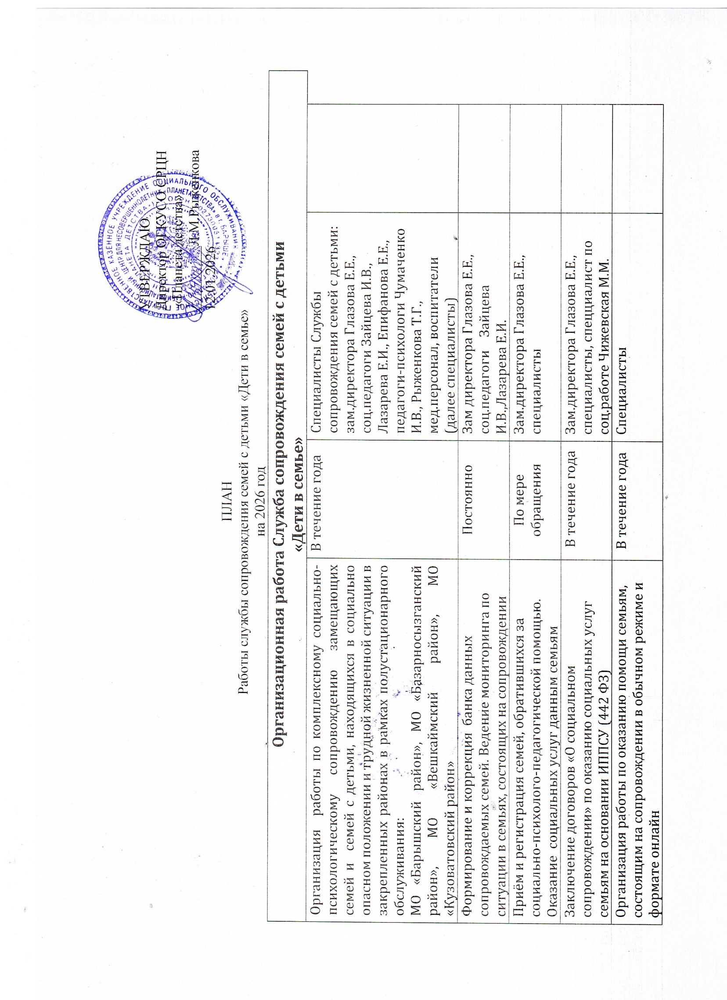 УТВЕРЖДАЮ
Директор ОГКУСО СРЦН
«Планета детства»
Л.М.Рыженкова
12.01.2026
ПЛАН
Работы службы сопровождения семей с детьми «Дети в семье»
на 2026 год
Организационная работа Служба сопровождения семей с детьми
«Дети в семье»
Организация работы по комплексному социально-
психологическому сопровождению замещающих
семей и семей с детьми, находящихся в социально
опасном положении и трудной жизненной ситуации в
закрепленных районах в рамках полустационарного
обслуживания:
МО «Барышский район», МО «Базарносызганский
район», МО «Вешкаймский район», МО
«Кузоватовский район»
В течение года
Специалисты Службы
сопровождения семей с детьми:
зам.директора Глазова Е.Е.,
соц.педагоги Зайцева И.В.,
Лазарева Е.И., Епифанова Е.Е.,
педагоги-психологи Чумаченко
И.В., Рыженкова Т.Г.,
мед.персонал, воспитатели
(далее специалисты)
Формирование и коррекция банка данных
сопровождаемых семей. Ведение мониторинга по
ситуации в семьях, состоящих на сопровождении
Постоянно
Зам директора Глазова Е.Е.,
соц.педагоги Зайцева
И.В.,Лазарева Е.И.
Приём и регистрация семей, обратившихся за
социально-психолого-педагогической помощью.
Оказание социальных услуг данным семьям
По мере
обращения
Зам.директора Глазова Е.Е.,
специалисты
Заключение договоров «О социальном
сопровождении» по оказанию социальных услуг
семьям на основании ИППСУ (442 ФЗ)
В течение года
Зам.директора Глазова Е.Е.,
специалисты, специалист по
соц.работе Чижевская М.М.
Организация работы по оказанию помощи семьям,
состоящим на сопровождении в обычном режиме и
формате онлайн
В течение года
Специалисты